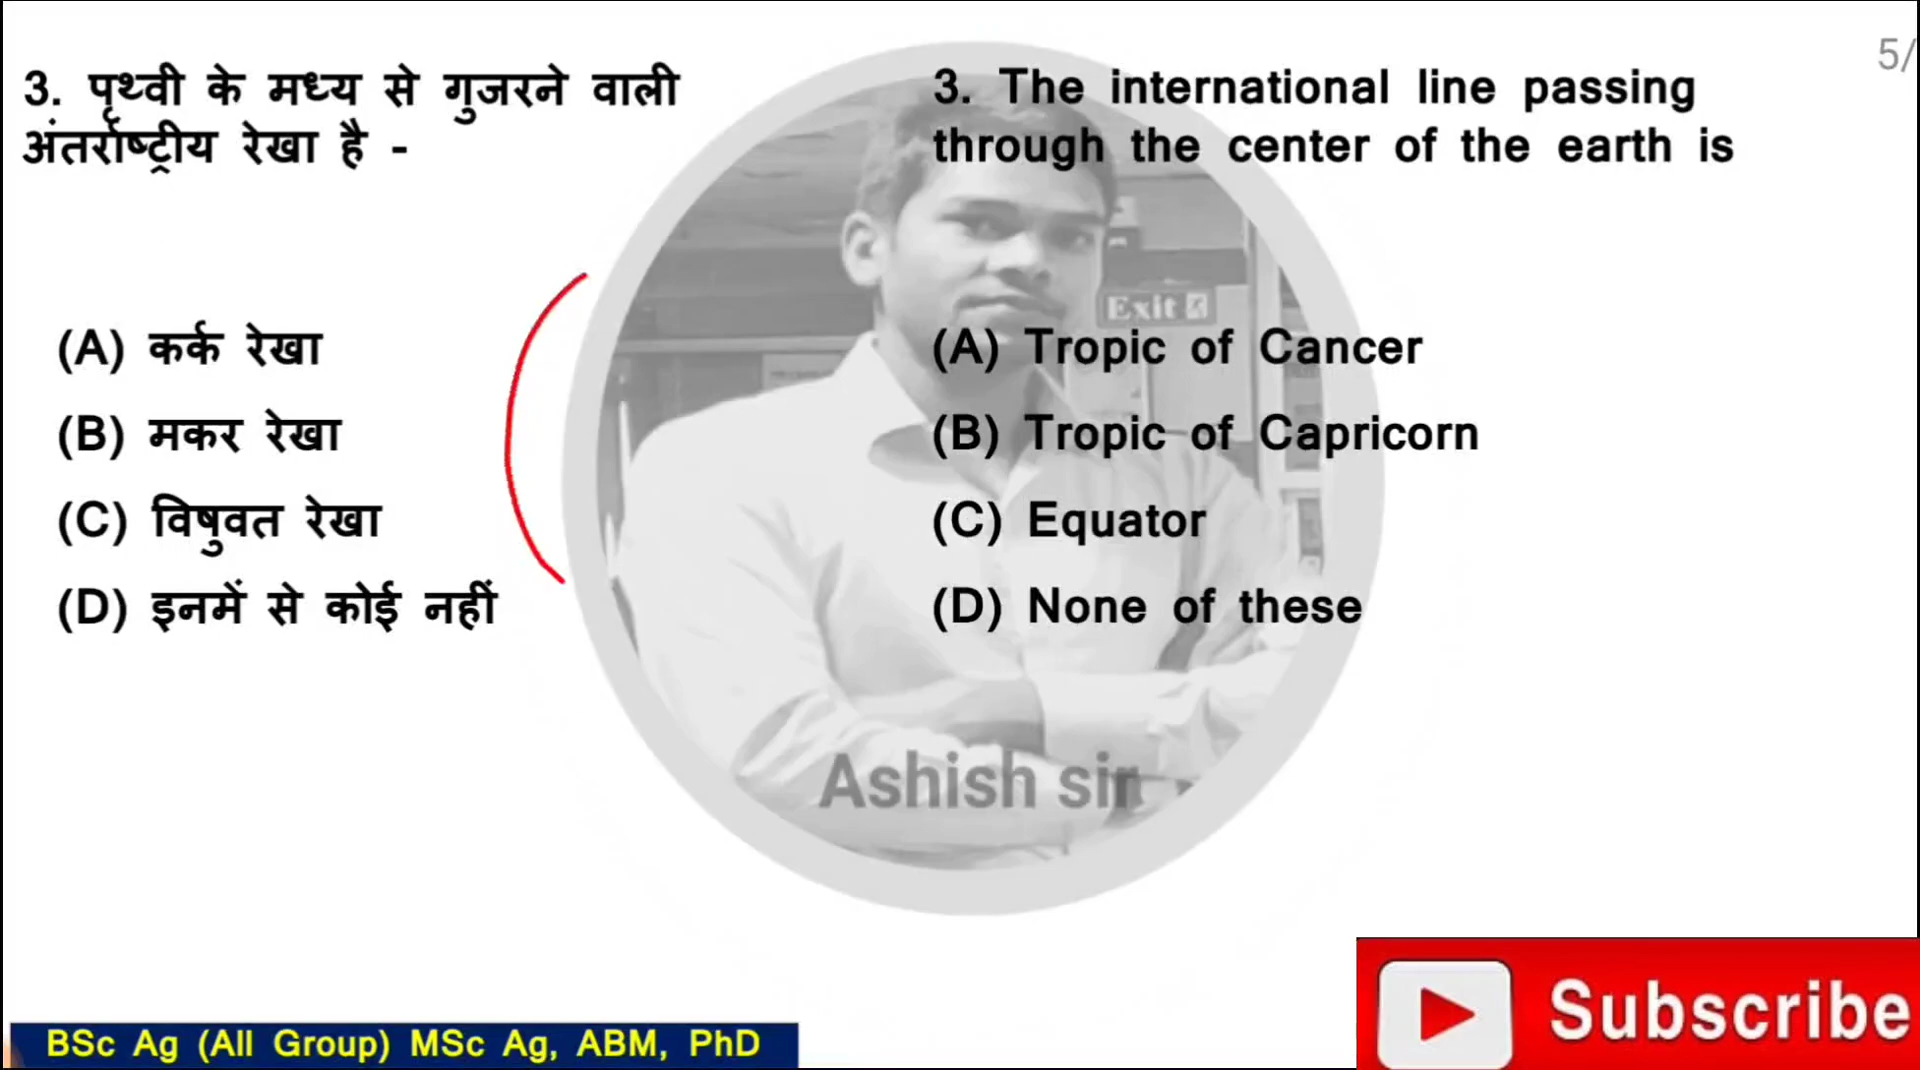 5/
3. पृथ्वी के मध्य से गुजरने वाली
अंतर्राष्ट्रीय रेखा है -
(A) कर्क रेखा
(B) मकर रेखा
(C) विषुवत रेखा
(D) इनमें से कोई नहीं
3. The international line passing
through the center of the earth is
(A) Tropic of Cancer
(B) Tropic of Capricorn
(C) Equator
(D) None of these
Exit
Ashish sir
BSc Ag (All Group) MSc Ag, ABM, PhD
Subscribe